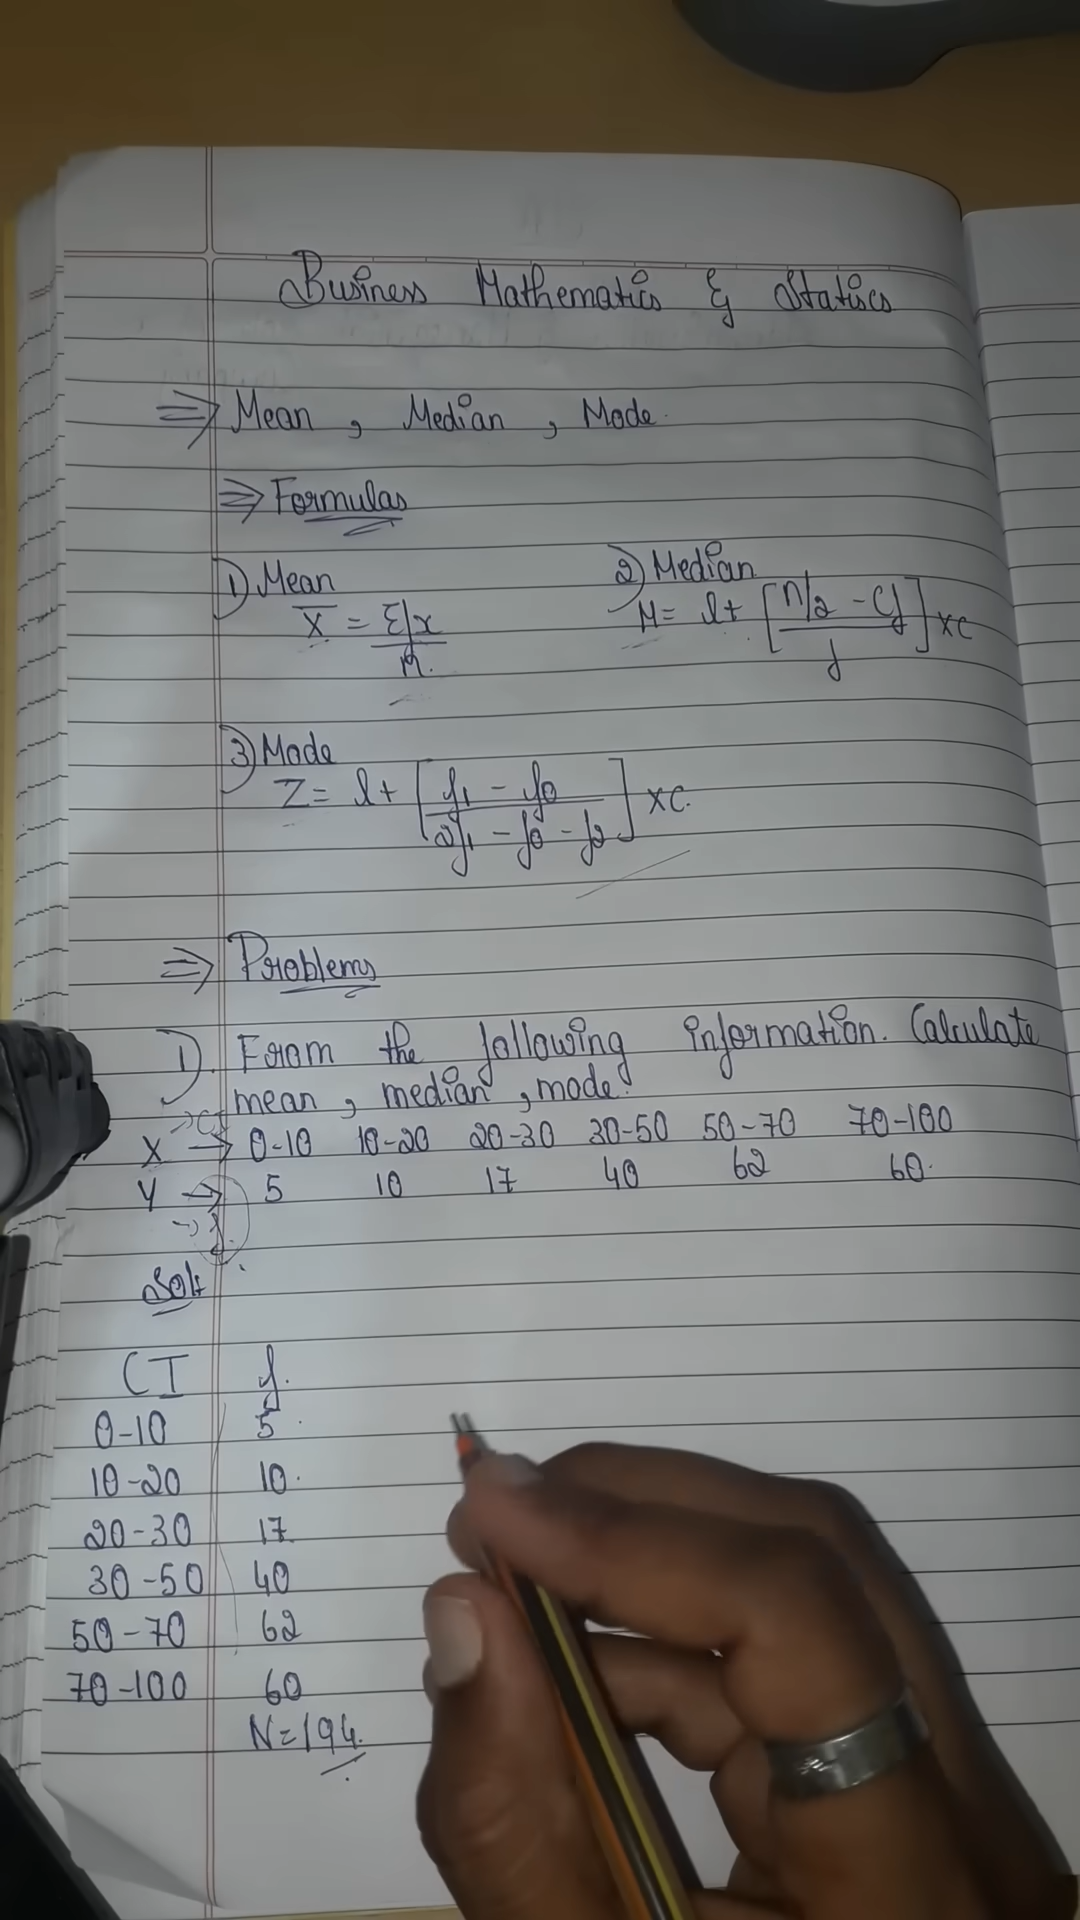 Business Mathematics & Statiscs
⇒ Mean, Median, Mode.
⇒ Formulas
1) Mean
X̄ = Σfx / n.
2) Median
M = l + [n/2 - Cf / f] × c
3) Mode
Z = l + [f1 - f0 / 2f1 - f0 - f2] × c.
⇒ Problems
1). From the following information. Calculate
mean, median, mode.
→ CI
X → 0-10 10-20 20-30 30-50 50-70 70-100
Y → 5 10 17 40 62 60.
→ f.
Sol:
CI f.
0-10 5
10-20 10
20-30 17
30-50 40
50-70 62
70-100 60
N=194.